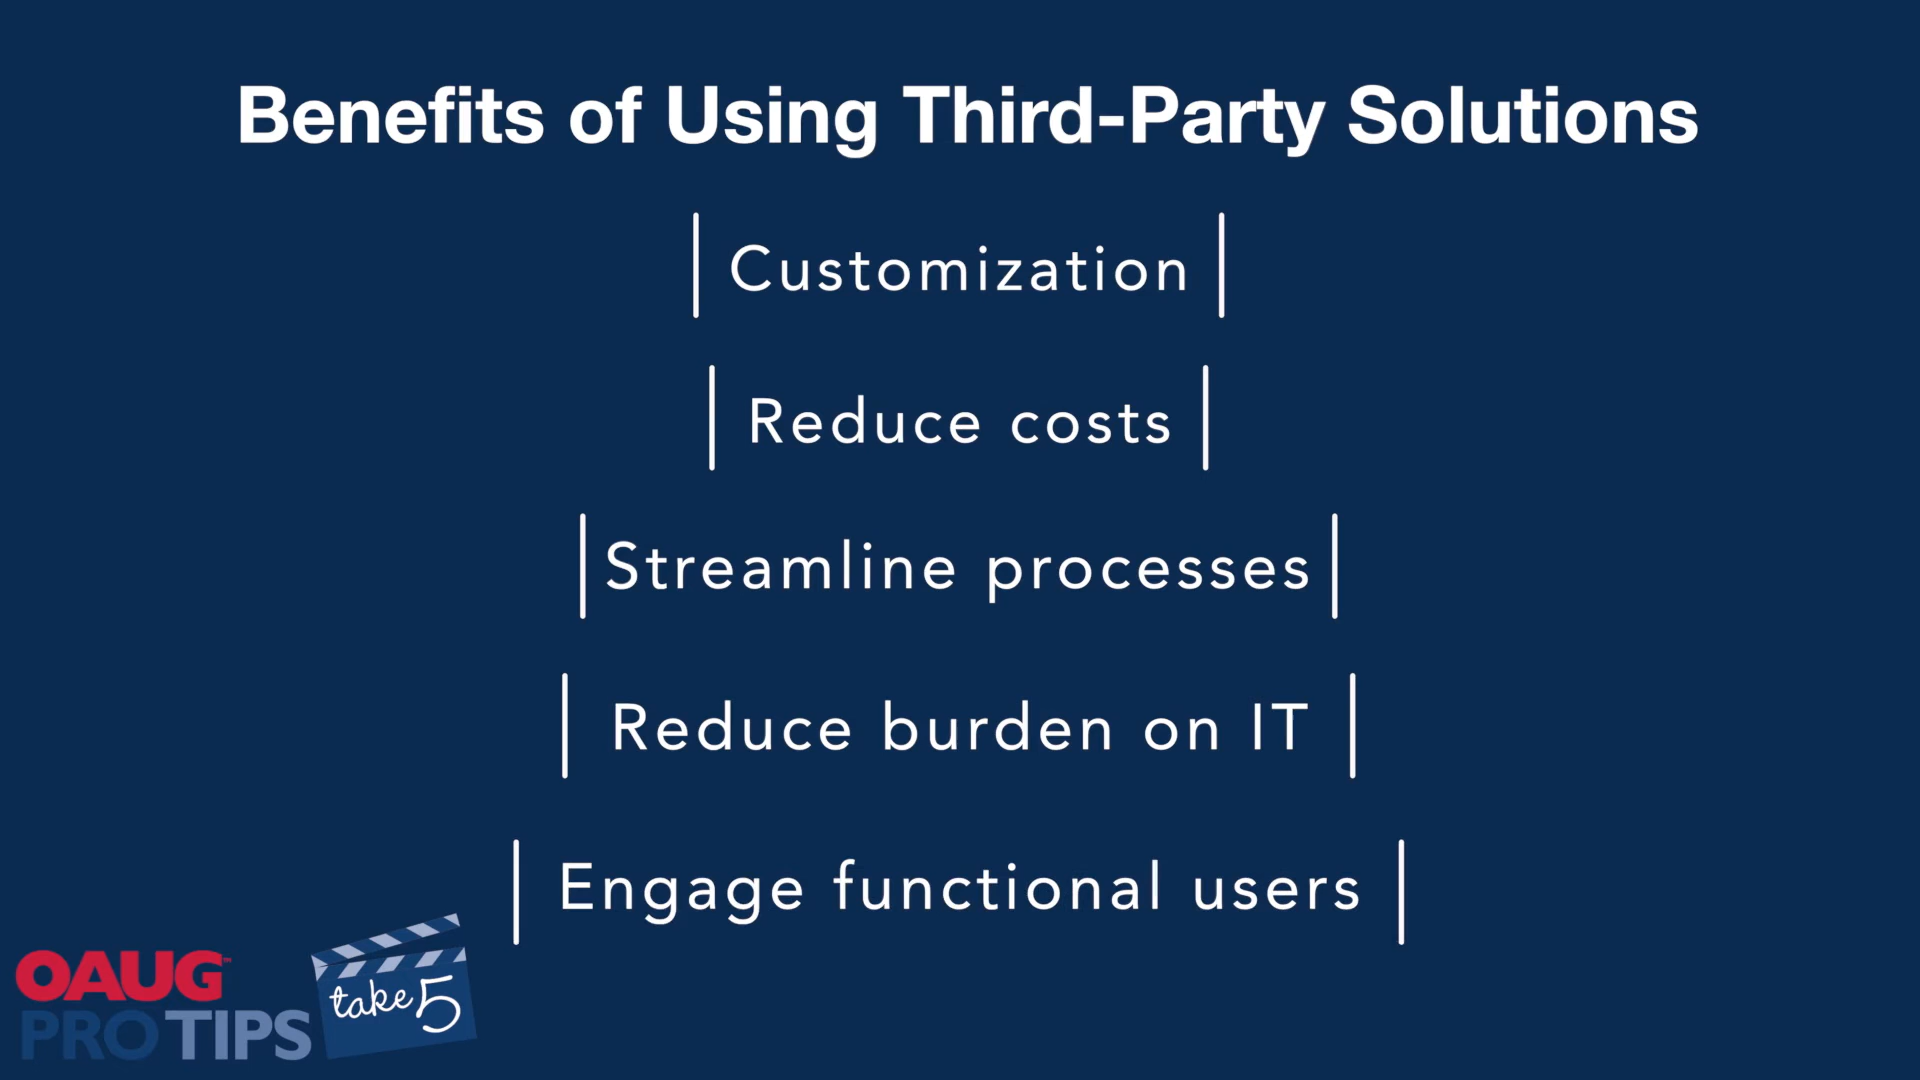 Benefits of Using Third-Party Solutions
Customization
Reduce costs
Streamline processes
Reduce burden on IT
Engage functional users
OAUG™
PRO TIPS
take 5